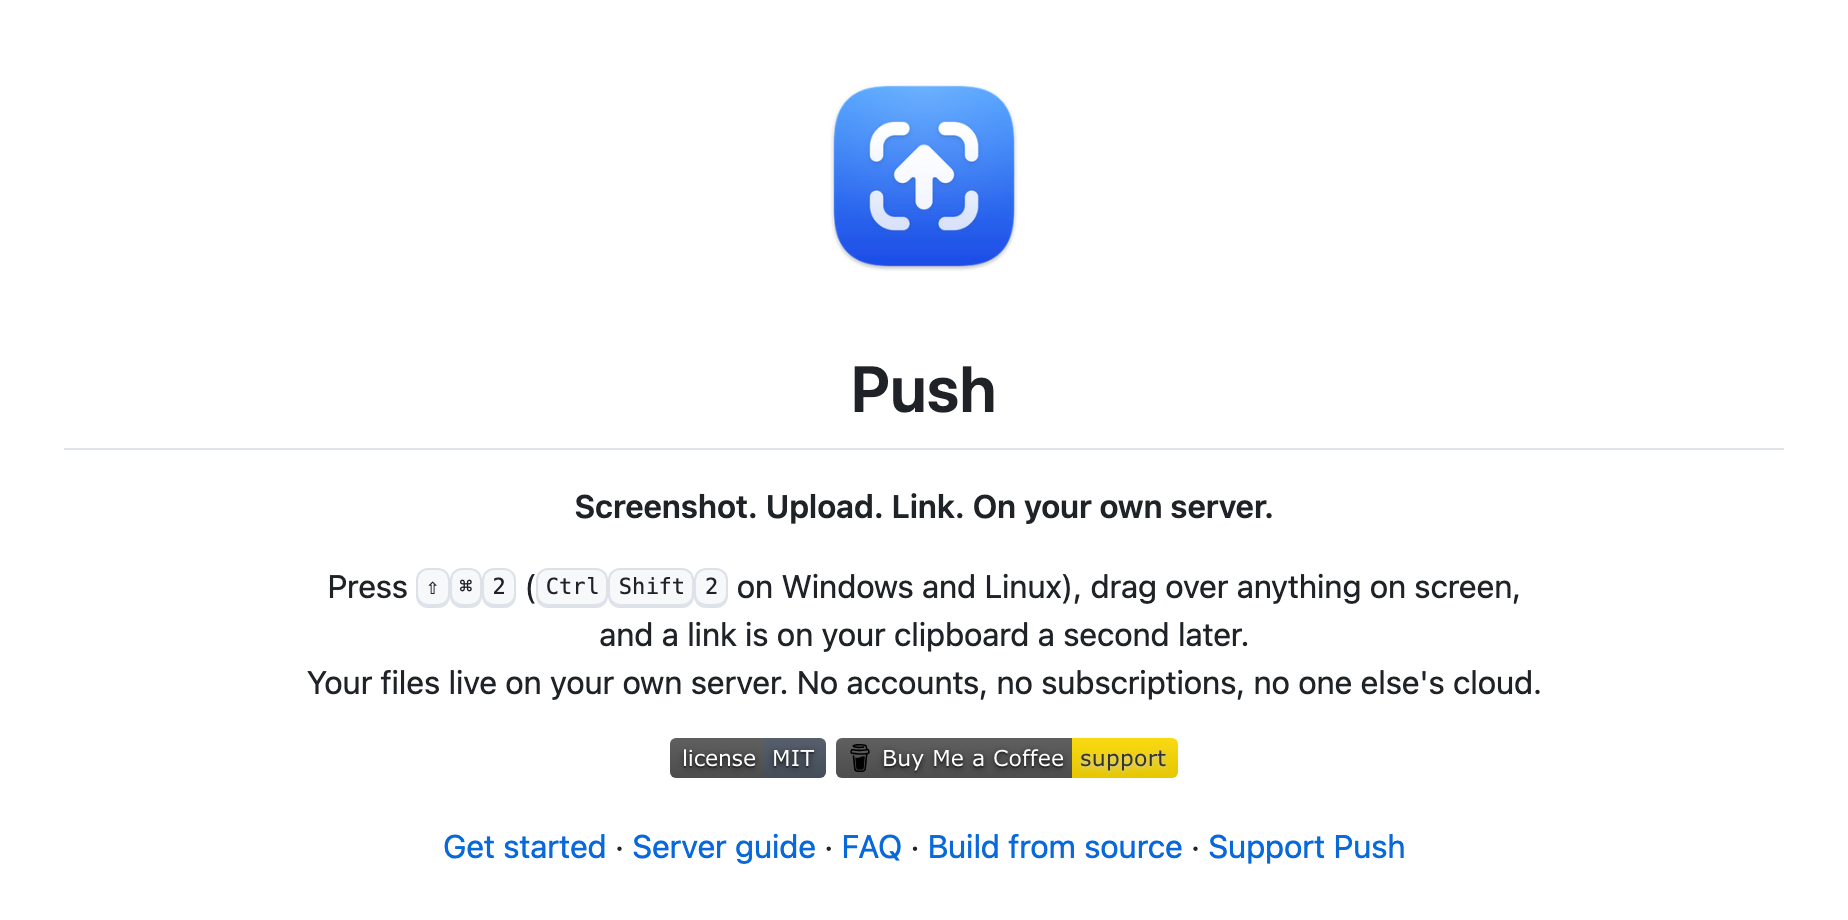 Push
Screenshot. Upload. Link. On your own server.
Press ⇧ ⌘ 2 (Ctrl Shift 2 on Windows and Linux), drag over anything on screen,
and a link is on your clipboard a second later.
Your files live on your own server. No accounts, no subscriptions, no one else's cloud.
license MIT Buy Me a Coffee support
Get started · Server guide · FAQ · Build from source · Support Push